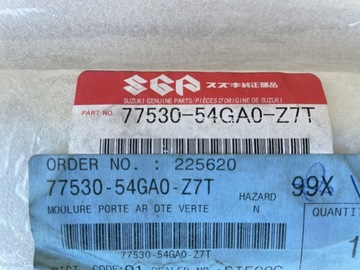 SGP スズキ純正部品
SUZUKI GENUINE PARTS/PIÈCES D'ORIGINE DE SUZUKI
PART NO. 77530-54GA0-Z7T
ORDER NO. : 225620
77530-54GA0-Z7T
HAZARD 99X
MOULURE PORTE AR DTE VERTE N QUANTIT
77530-54GA0-Z7T 1